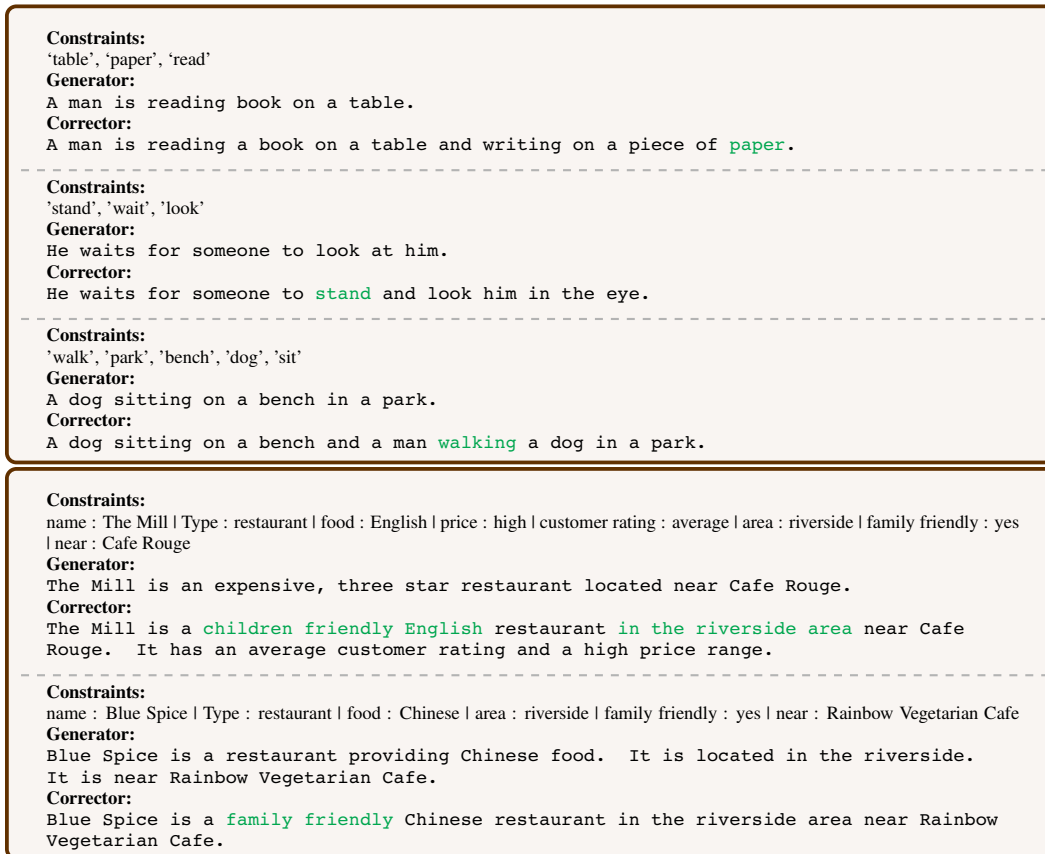 Constraints:
‘table’, ‘paper’, ‘read’
Generator:
A man is reading book on a table.
Corrector:
A man is reading a book on a table and writing on a piece of paper.
Constraints:
’stand’, ’wait’, ’look’
Generator:
He waits for someone to look at him.
Corrector:
He waits for someone to stand and look him in the eye.
Constraints:
’walk’, ’park’, ’bench’, ’dog’, ’sit’
Generator:
A dog sitting on a bench in a park.
Corrector:
A dog sitting on a bench and a man walking a dog in a park.
Constraints:
name : The Mill | Type : restaurant | food : English | price : high | customer rating : average | area : riverside | family friendly : yes
| near : Cafe Rouge
Generator:
The Mill is an expensive, three star restaurant located near Cafe Rouge.
Corrector:
The Mill is a children friendly English restaurant in the riverside area near Cafe
Rouge. It has an average customer rating and a high price range.
Constraints:
name : Blue Spice | Type : restaurant | food : Chinese | area : riverside | family friendly : yes | near : Rainbow Vegetarian Cafe
Generator:
Blue Spice is a restaurant providing Chinese food. It is located in the riverside.
It is near Rainbow Vegetarian Cafe.
Corrector:
Blue Spice is a family friendly Chinese restaurant in the riverside area near Rainbow
Vegetarian Cafe.